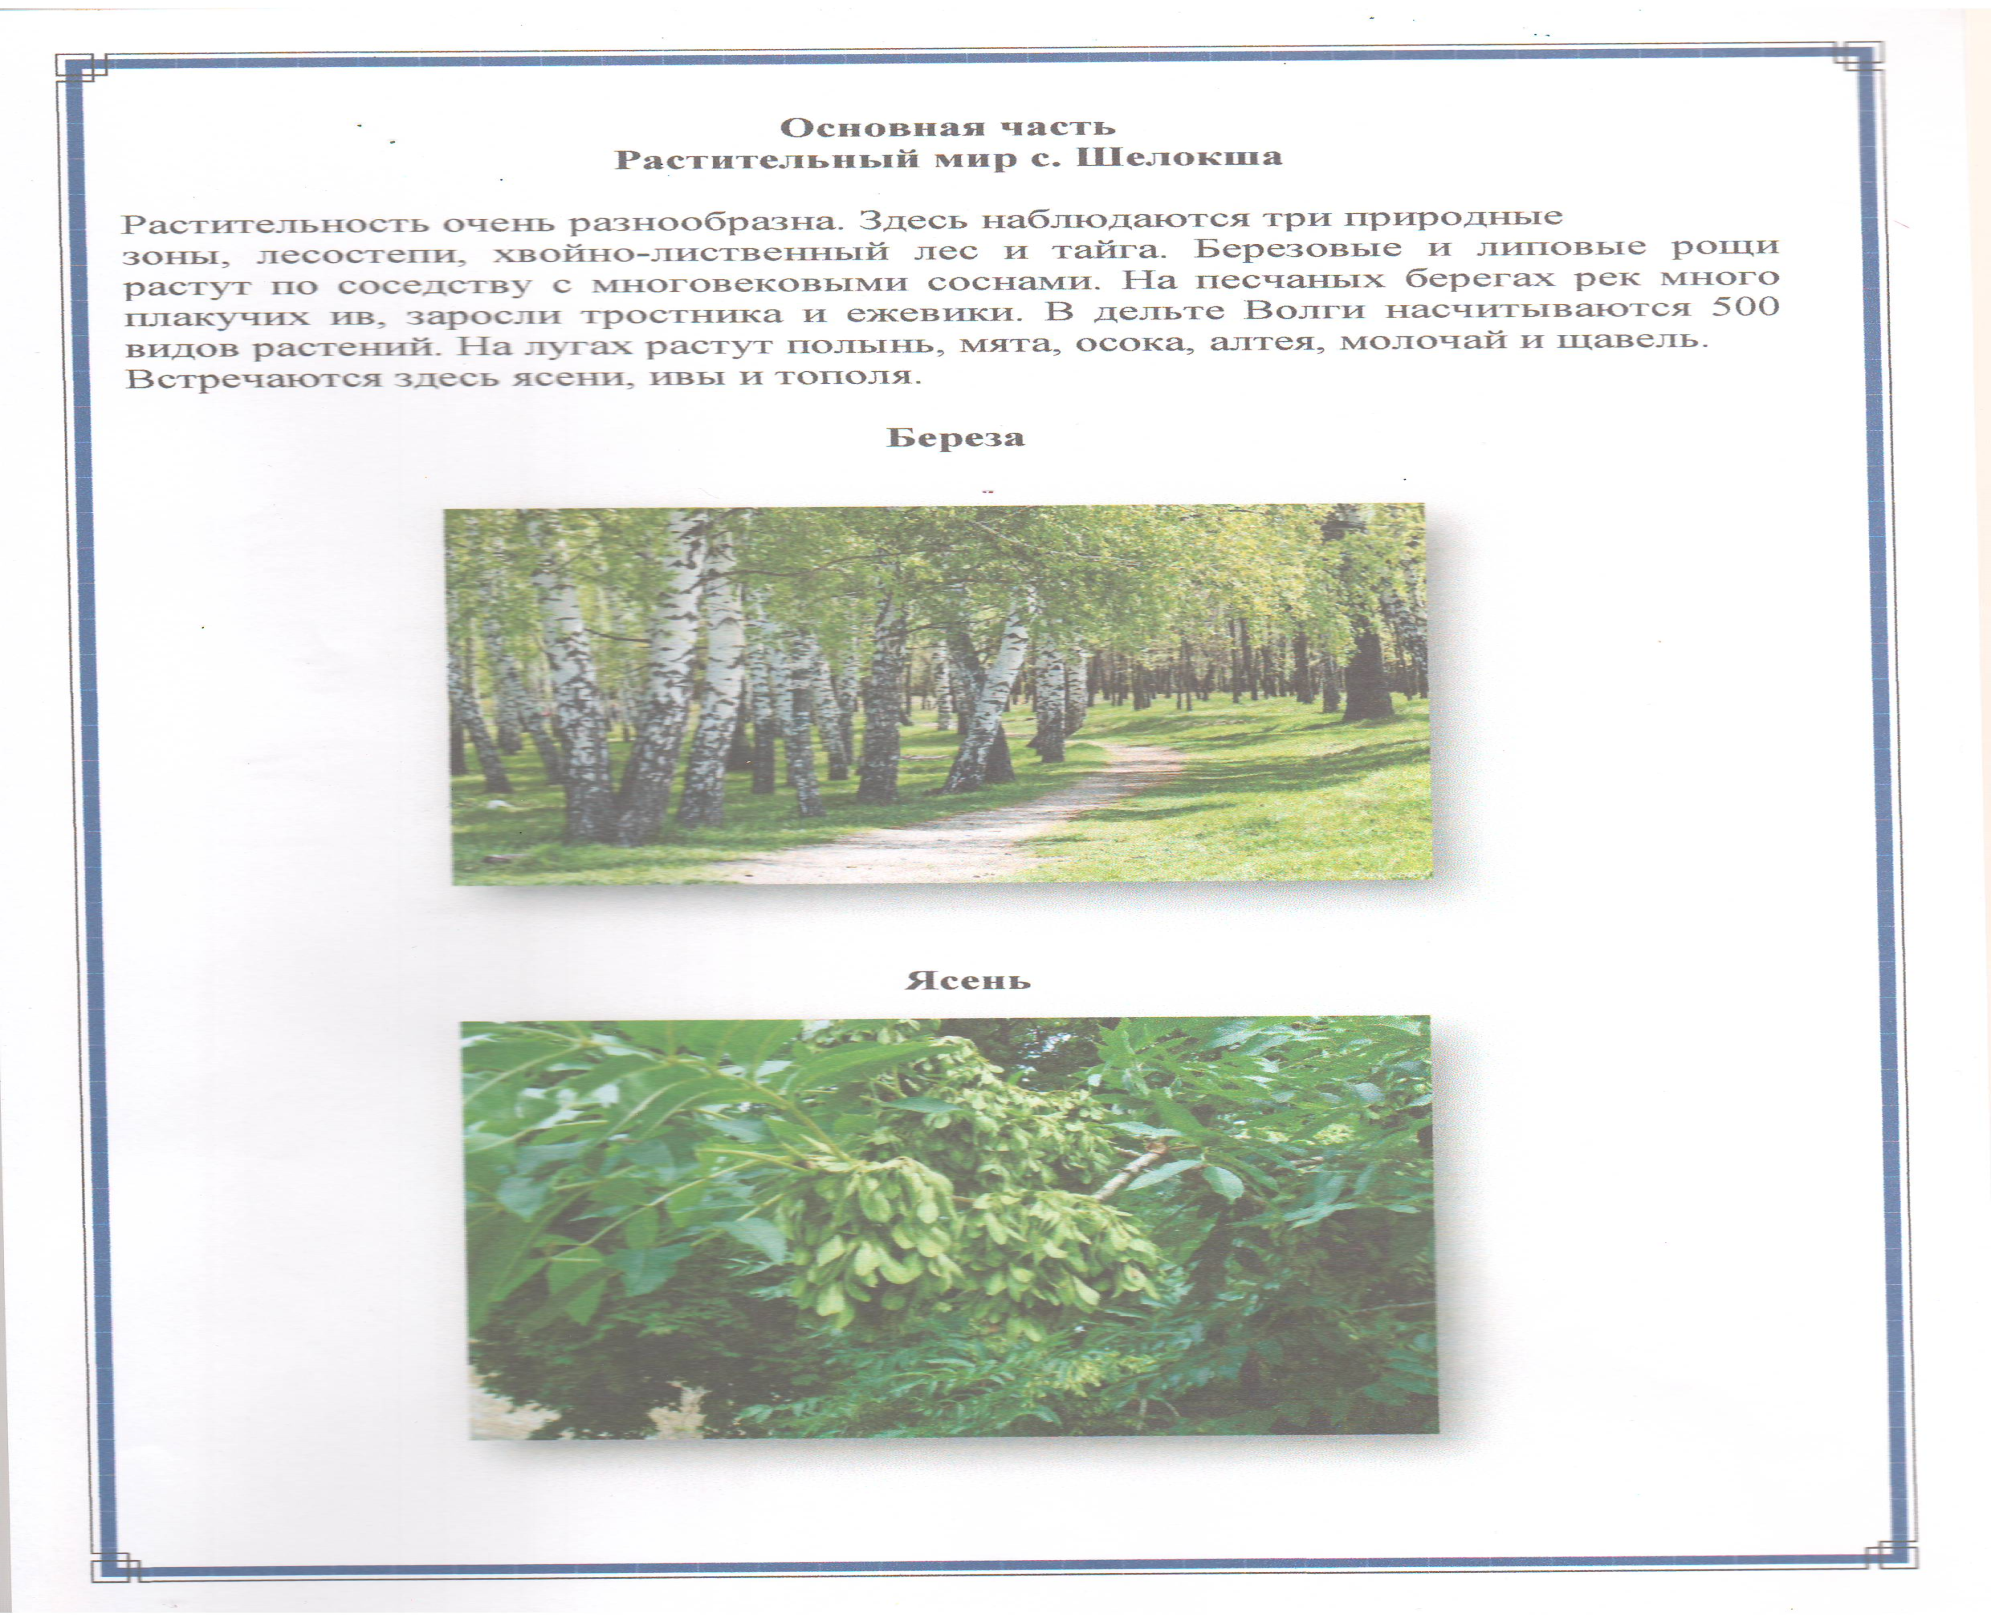 Основная часть
Растительный мир с. Шелокша
Растительность очень разнообразна. Здесь наблюдаются три природные
зоны, лесостепи, хвойно-лиственный лес и тайга. Березовые и липовые рощи
растут по соседству с многовековыми соснами. На песчаных берегах рек много
плакучих ив, заросли тростника и ежевики. В дельте Волги насчитываются 500
видов растений. На лугах растут полынь, мята, осока, алтея, молочай и щавель.
Встречаются здесь ясени, ивы и тополя.
Береза
Ясень